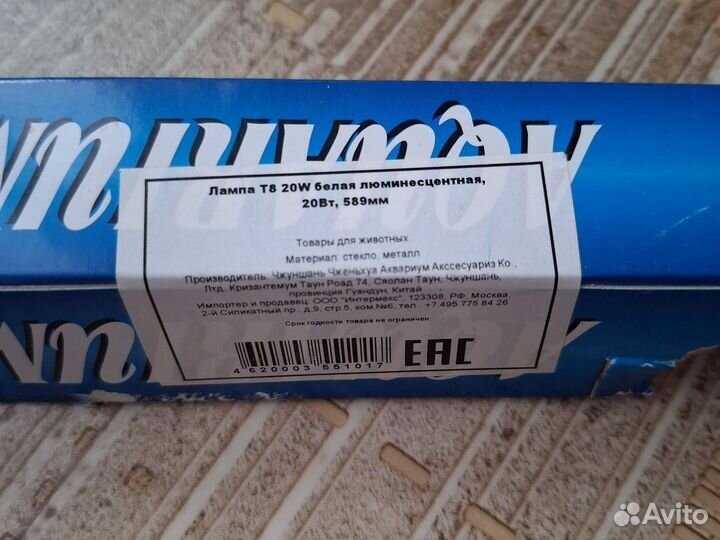 AQUARIUM
Лампа T8 20W белая люминесцентная,
20Вт, 589мм
Товары для животных
Материал: стекло, металл
Производитель: Чжуншань Чженьхуа Аквариум Акссесуариз Ко.,
Лтд. Кризантемум Таун Роад 74, Сяолан Таун, Чжуншань,
провинция Гуандун, Китай
Импортер и продавец: ООО "Интермекс", 123308, РФ, Москва,
2-й Силикатный пр., д.9, стр.5, ком.№6, тел. +7 495 775 84 26
Срок годности товара не ограничен
4 620003 551017
EAC
Avito